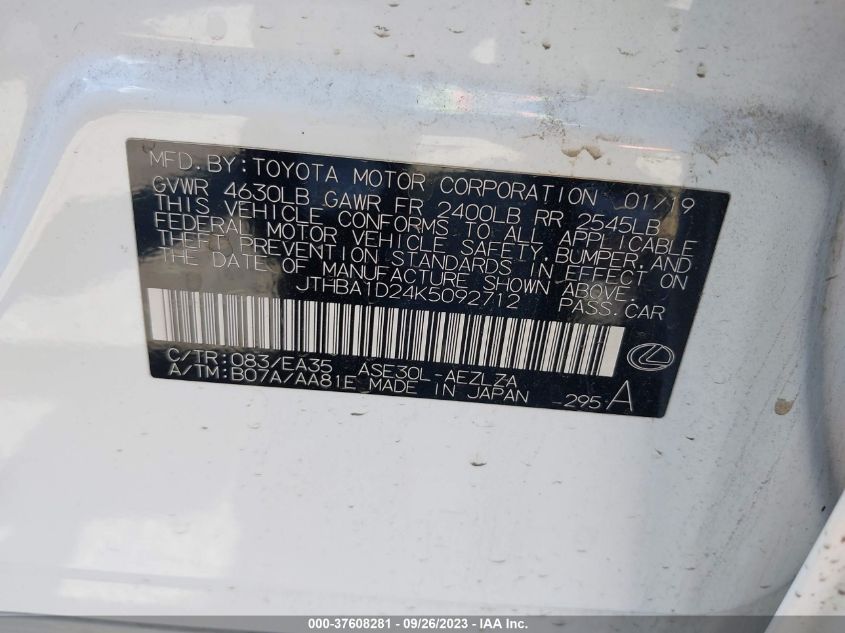 MFD. BY: TOYOTA MOTOR CORPORATION 01/19
GVWR 4630LB GAWR FR 2400LB RR 2545LB
THIS VEHICLE CONFORMS TO ALL APPLICABLE
FEDERAL MOTOR VEHICLE SAFETY, BUMPER, AND
THEFT PREVENTION STANDARDS IN EFFECT ON
THE DATE OF MANUFACTURE SHOWN ABOVE.
JTHBA1D24K5092712 PASS. CAR
C/TR: 083/EA35 ASE30L-AEZLZA
A/TM: B07A/AA81E MADE IN JAPAN 295 A
000-37608281 - 09/26/2023 - IAA Inc.